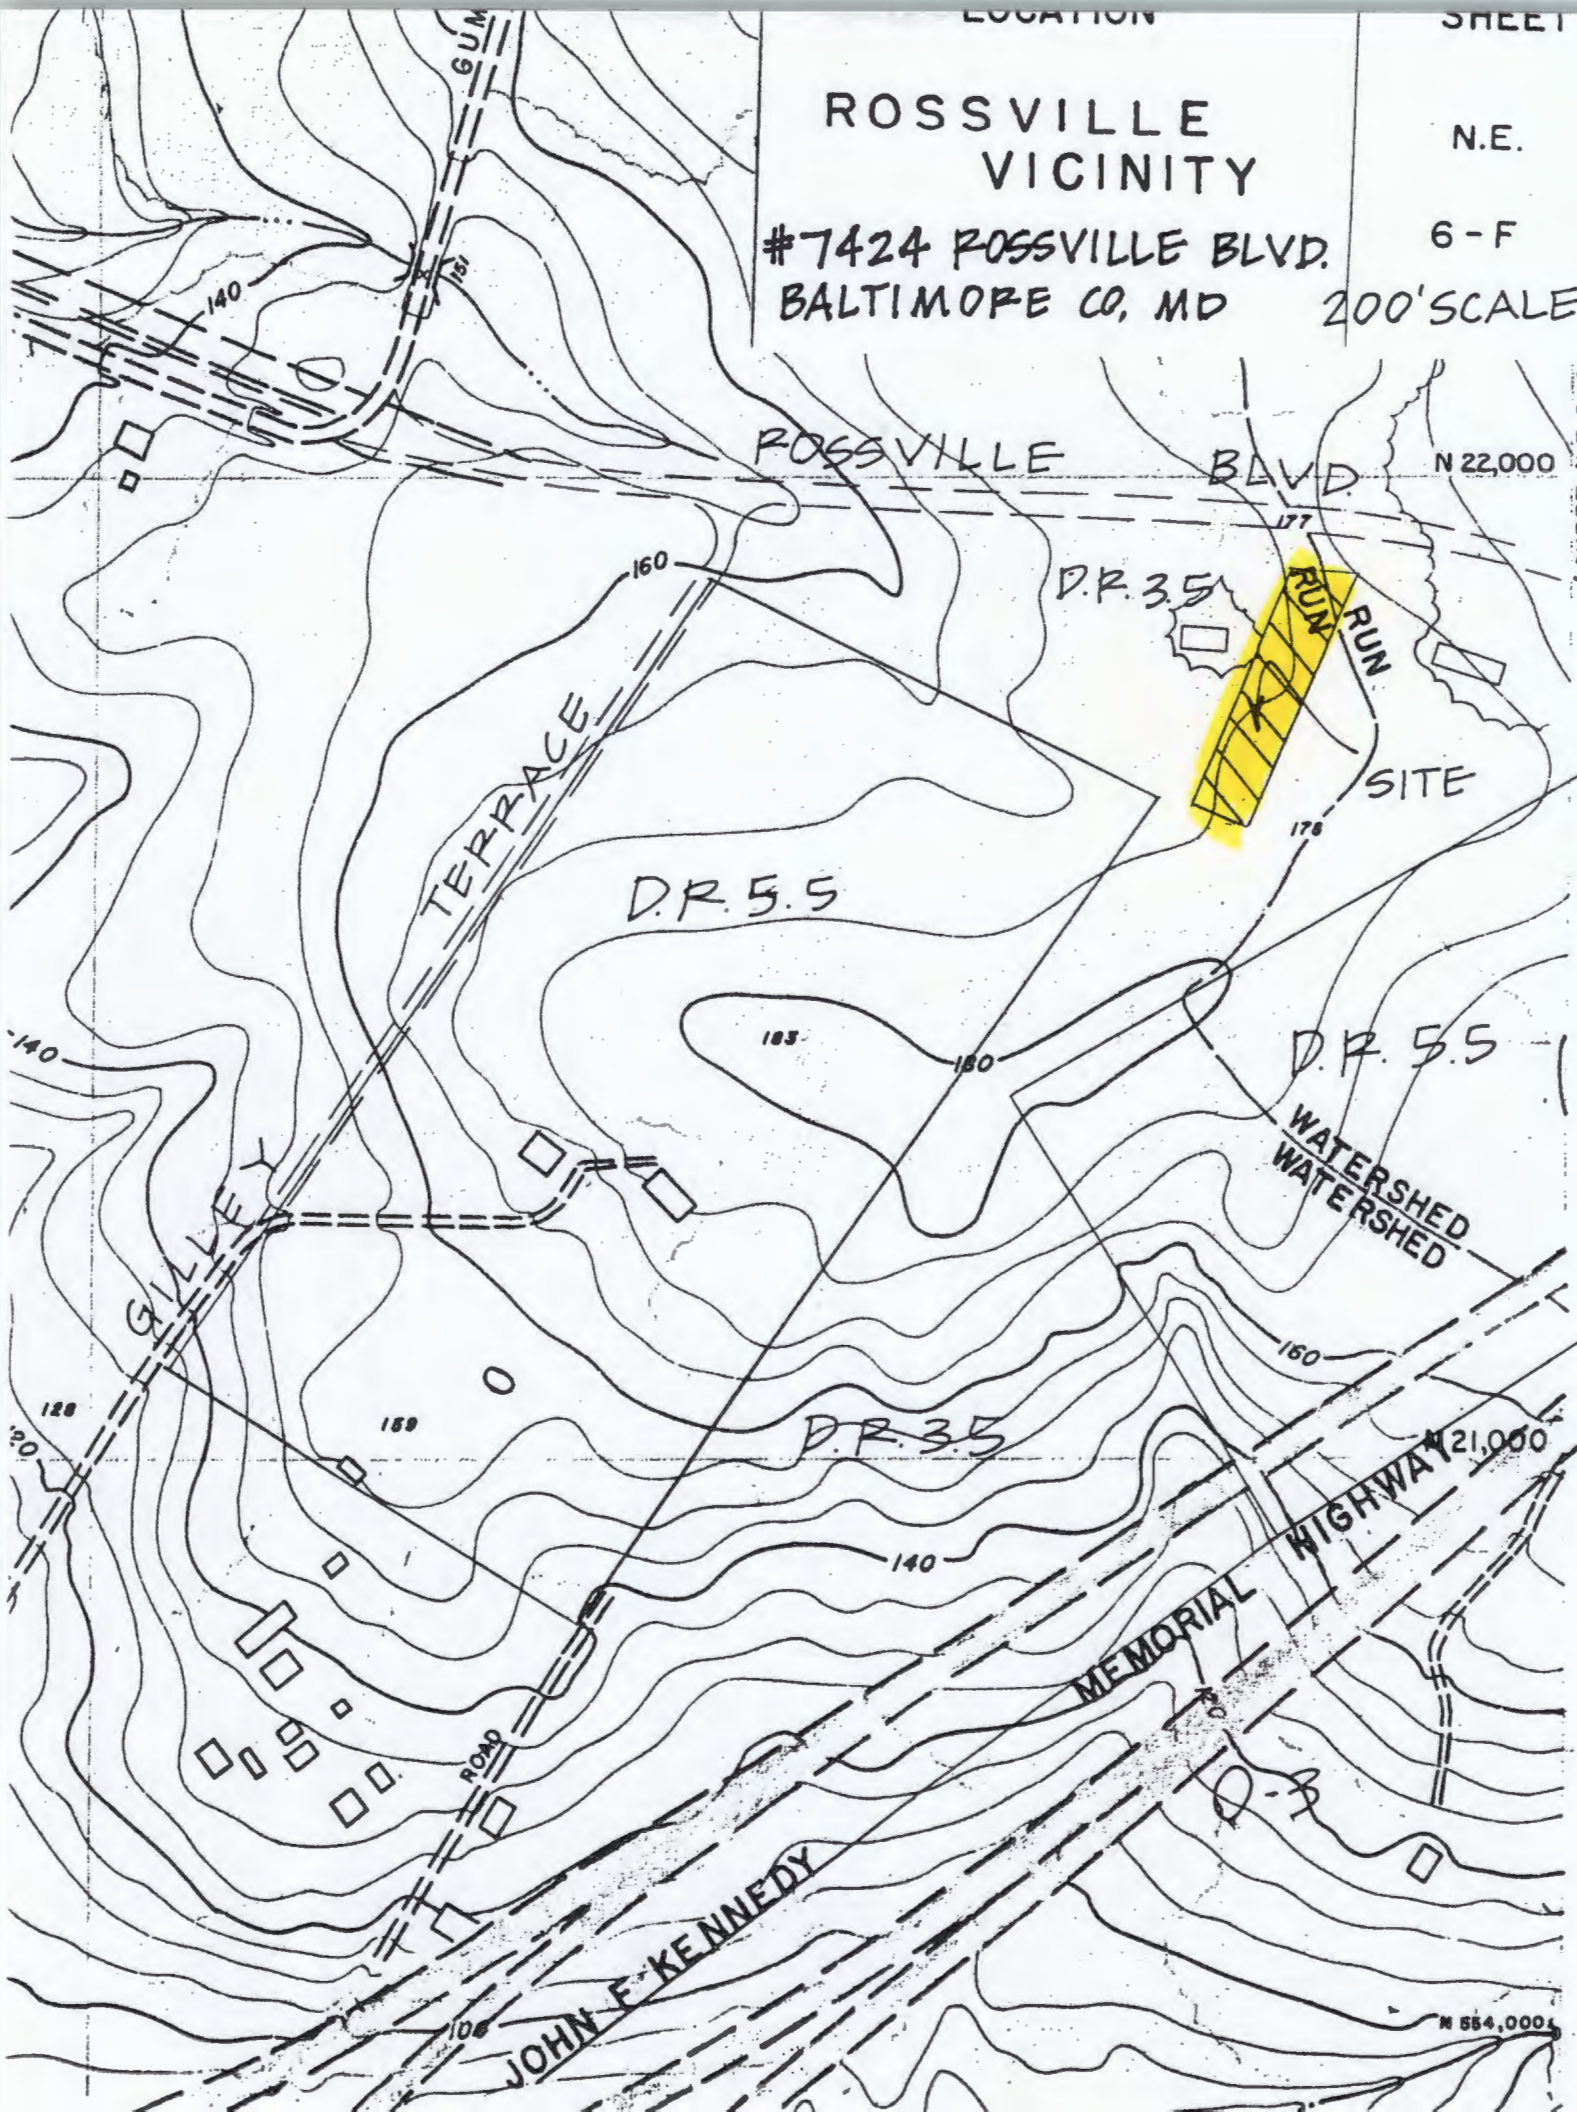 LOCATION
SHEET
ROSSVILLE
VICINITY
N.E.
6-F
#7424 ROSSVILLE BLVD.
BALTIMORE CO, MD
200' SCALE
GUM
151
140
ROSSVILLE BLVD.
N 22,000
177
160
D.R. 3.5
RUN
RUN
SITE
178
GILLEY TERRACE
D.R. 5.5
183
180
140
D.R. 5.5
WATERSHED
WATERSHED
160
128
159
D.R. 3.5
N 21,000
140
ROAD
JOHN F KENNEDY MEMORIAL HIGHWAY
O-3
N 554,000